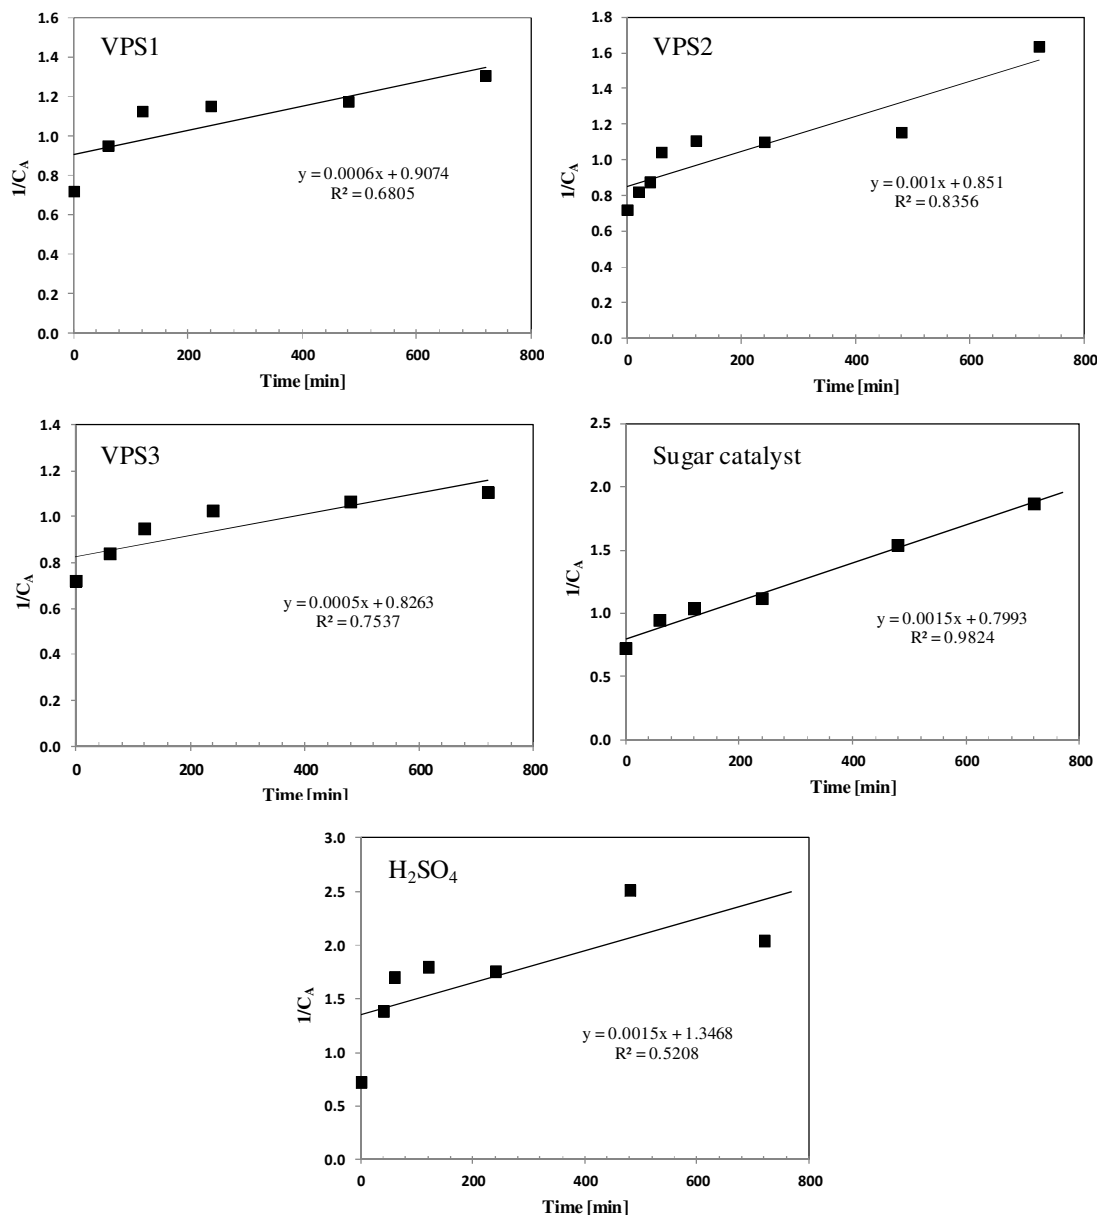 VPS1
1.6
1.4
1.2
1.0
0.8
0.6
0.4
0.2
0.0
1/C_A
y = 0.0006x + 0.9074
R² = 0.6805
0 200 400 600 800
Time [min]
VPS2
1.8
1.6
1.4
1.2
1.0
0.8
0.6
0.4
0.2
0.0
1/C_A
y = 0.001x + 0.851
R² = 0.8356
0 200 400 600 800
Time [min]
VPS3
1.4
1.2
1.0
0.8
0.6
0.4
0.2
0.0
1/C_A
y = 0.0005x + 0.8263
R² = 0.7537
0 200 400 600 800
Time [min]
Sugar catalyst
2.5
2.0
1.5
1.0
0.5
0.0
1/C_A
y = 0.0015x + 0.7993
R² = 0.9824
0 200 400 600 800
Time [min]
H₂SO₄
3.0
2.5
2.0
1.5
1.0
0.5
0.0
1/C_A
y = 0.0015x + 1.3468
R² = 0.5208
0 200 400 600 800
Time [min]